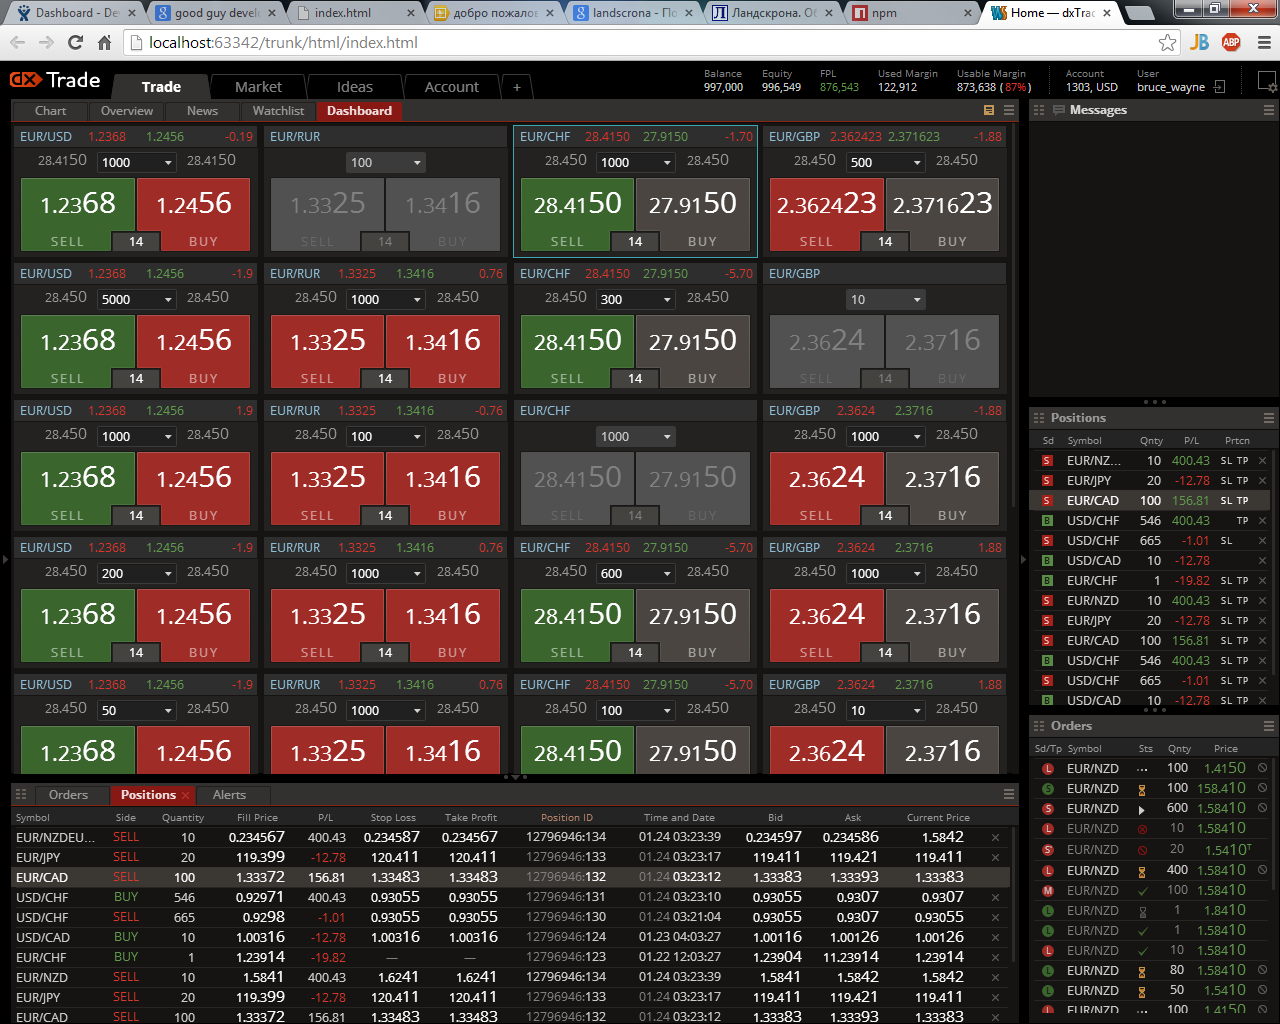 Dashboard - De
good guy devel
index.html
добро пожалов
landscrona - По
Ландскрона. Об
npm
Home — dxTrad
localhost:63342/trunk/html/index.html
dx Trade
Trade Market Ideas Account +
Balance Equity FPL Used Margin Usable Margin Account User
997,000 996,549 876,543 122,912 873,638 (87%) 1303, USD bruce_wayne
Chart Overview News Watchlist Dashboard
EUR/USD 1.2368 1.2456 -0.19 EUR/RUR EUR/CHF 28.4150 27.9150 -1.70 EUR/GBP 2.362423 2.371623 -1.88
28.4150 1000 28.4150 100 28.450 1000 28.450 28.450 500 28.450
1.2368 1.2456 1.3325 1.3416 28.4150 27.9150 2.362423 2.371623
SELL 14 BUY SELL 14 BUY SELL 14 BUY SELL 14 BUY
EUR/USD 1.2368 1.2456 -1.9 EUR/RUR 1.3325 1.3416 0.76 EUR/CHF 28.4150 27.9150 -5.70 EUR/GBP
28.450 5000 28.450 28.450 1000 28.450 28.450 300 28.450 10
1.2368 1.2456 1.3325 1.3416 28.4150 27.9150 2.3624 2.3716
SELL 14 BUY SELL 14 BUY SELL 14 BUY SELL 14 BUY
EUR/USD 1.2368 1.2456 1.9 EUR/RUR 1.3325 1.3416 -0.76 EUR/CHF EUR/GBP 2.3624 2.3716 -1.88
28.450 1000 28.450 28.450 100 28.450 1000 28.450 1000 28.450
1.2368 1.2456 1.3325 1.3416 28.4150 27.9150 2.3624 2.3716
SELL 14 BUY SELL 14 BUY SELL 14 BUY SELL 14 BUY
EUR/USD 1.2368 1.2456 -1.9 EUR/RUR 1.3325 1.3416 0.76 EUR/CHF 28.4150 27.9150 -5.70 EUR/GBP 2.3624 2.3716 1.88
28.450 200 28.450 28.450 1000 28.450 28.450 600 28.450 28.450 1000 28.450
1.2368 1.2456 1.3325 1.3416 28.4150 27.9150 2.3624 2.3716
SELL 14 BUY SELL 14 BUY SELL 14 BUY SELL 14 BUY
EUR/USD 1.2368 1.2456 -1.9 EUR/RUR 1.3325 1.3416 0.76 EUR/CHF 28.4150 27.9150 -5.70 EUR/GBP 2.3624 2.3716 1.88
28.450 50 28.450 28.450 1000 28.450 28.450 100 28.450 28.450 10 28.450
1.2368 1.2456 1.3325 1.3416 28.4150 27.9150 2.3624 2.3716
Orders Positions × Alerts
Symbol Side Quantity Fill Price P/L Stop Loss Take Profit Position ID Time and Date Bid Ask Current Price
EUR/NZDEU... SELL 10 0.234567 400.43 0.234587 0.234567 12796946:134 01.24 03:23:39 0.234597 0.234586 1.5842
EUR/JPY SELL 20 119.399 -12.78 120.411 120.411 12796946:133 01.24 03:23:17 119.411 119.421 119.411
EUR/CAD SELL 100 1.33372 156.81 1.33483 1.33483 12796946:132 01.24 03:23:12 1.33383 1.33393 1.33383
USD/CHF BUY 546 0.92971 400.43 0.93055 0.93055 12796946:131 01.24 03:23:10 0.93055 0.9307 0.9307
USD/CHF SELL 665 0.9298 -1.01 0.93055 0.93055 12796946:130 01.24 03:21:04 0.93055 0.9307 0.93055
USD/CAD BUY 10 1.00316 -12.78 1.00316 1.00316 12796946:124 01.23 04:03:27 1.00116 1.00126 1.00126
EUR/CHF BUY 1 1.23914 -19.82 — — 12796946:123 01.22 12:03:27 1.23904 11.23914 1.23914
EUR/NZD SELL 10 1.5841 400.43 1.6241 1.6241 12796946:134 01.24 03:23:39 1.5841 1.5842 1.5842
EUR/JPY SELL 20 119.399 -12.78 120.411 120.411 12796946:133 01.24 03:23:17 119.411 119.421 119.411
EUR/CAD SELL 100 1.33372 156.81 1.33483 1.33483 12796946:132 01.24 03:23:12 1.33383 1.33393 1.33383
Messages
Positions
Sd Symbol Qnty P/L Prtcn
S EUR/NZ... 10 400.43 SL TP
S EUR/JPY 20 -12.78 SL TP
S EUR/CAD 100 156.81 SL TP
B USD/CHF 546 400.43 TP
S USD/CHF 665 -1.01 SL
B USD/CAD 10 -12.78
B EUR/CHF 1 -19.82 SL TP
S EUR/NZD 10 400.43 SL TP
S EUR/JPY 20 -12.78 SL TP
S EUR/CAD 100 156.81 SL TP
B USD/CHF 546 400.43 SL TP
S USD/CHF 665 -1.01 SL TP
B USD/CAD 10 -12.78 SL TP
Orders
Sd/Tp Symbol Sts Qnty Price
L EUR/NZD 100 1.4150
S EUR/NZD 100 158.410
S EUR/NZD 600 1.58410
L EUR/NZD 10 1.58410
S EUR/NZD 20 1.5410T
L EUR/NZD 400 1.58410
M EUR/NZD 100 1.58410
L EUR/NZD 1 1.8410
L EUR/NZD 1 1.58410
L EUR/NZD 10 1.58410
L EUR/NZD 80 1.58410
L EUR/NZD 50 1.5410
L EUR/NZD 100 1.4150